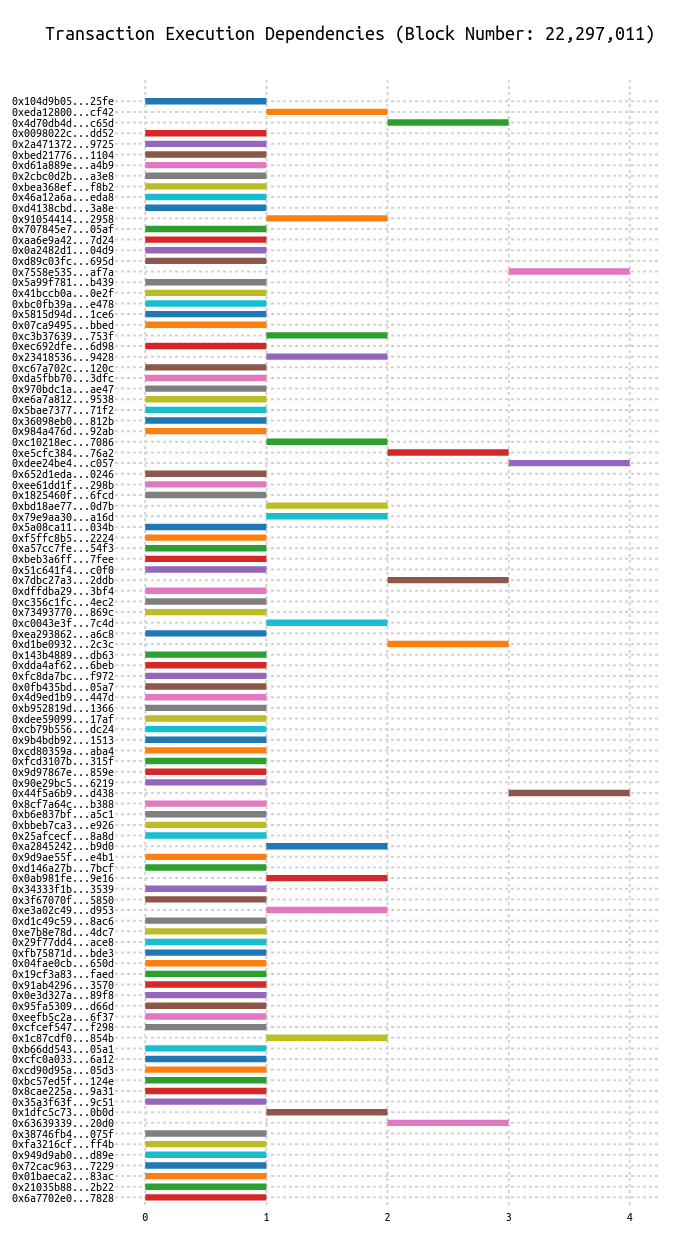 Transaction Execution Dependencies (Block Number: 22,297,011)
0x104d9b05...25fe
0xeda12800...cf42
0x4d70db4d...c65d
0x0098022c...dd52
0x2a471372...9725
0xbed21776...1104
0xd61a889e...a4b9
0x2cbc0d2b...a3e8
0xbea368ef...f8b2
0x46a12a6a...eda8
0xd4138cbd...3a8e
0x91054414...2958
0x707845e7...05af
0xaa6e9a42...7d24
0x0a2482d1...04d9
0xd89c03fc...695d
0x7558e535...af7a
0x5a99f781...b439
0x41bccb0a...0e2f
0xbc0fb39a...e478
0x5815d94d...1ce6
0x07ca9495...bbed
0xc3b37639...753f
0xec692dfe...6d98
0x23418536...9428
0xc67a702c...120c
0xda5fbb70...3dfc
0x970bdc1a...ae47
0xe6a7a812...9538
0x5bae7377...71f2
0x36098eb0...812b
0x984a476d...92ab
0xc10218ec...7086
0xe5cfc384...76a2
0xdee24be4...c057
0x652d1eda...0246
0xee61dd1f...298b
0x1825460f...6fcd
0xbd18ae77...0d7b
0x79e9aa30...a16d
0x5a08ca11...034b
0xf5ffc8b5...2224
0xa57cc7fe...54f3
0xbeb3a6ff...7fee
0x51c641f4...c0f0
0x7dbc27a3...2ddb
0xdffdba29...3bf4
0xc356c1fc...4ec2
0x73493770...869c
0xc0043e3f...7c4d
0xea293862...a6c8
0xd1be0932...2c3c
0x143b4889...db63
0xdda4af62...6beb
0xfc8da7bc...f972
0x0fb435bd...05a7
0x4d9ed1b9...447d
0xb952819d...1366
0xdee59099...17af
0xcb79b556...dc24
0x9b4bdb92...1513
0xcd80359a...aba4
0xfcd3107b...315f
0x9d97867e...859e
0x90e29bc5...6219
0x44f5a6b9...d438
0x8cf7a64c...b388
0xb6e837bf...a5c1
0xbbeb7ca3...e926
0x25afcecf...8a8d
0xa2845242...b9d0
0x9d9ae55f...e4b1
0xd146a27b...7bcf
0x0ab981fe...9e16
0x34333f1b...3539
0x3f67070f...5850
0xe3a02c49...d953
0xd1c49c59...8ac6
0xe7b8e78d...4dc7
0x29f77dd4...ace8
0xfb75871d...bde3
0x04fae0cb...650d
0x19cf3a83...faed
0x91ab4296...3570
0x0e3d327a...89f8
0x95fa5309...d66d
0xeefb5c2a...6f37
0xcfcef547...f298
0x1c87cdf0...854b
0xb66dd543...05a1
0xcfc0a033...6a12
0xcd90d95a...05d3
0xbc57ed5f...124e
0x8cae225a...9a31
0x35a3f63f...9c51
0x1dfc5c73...0b0d
0x63639339...20d0
0x38746fb4...075f
0xfa3216cf...ff4b
0x949d9ab0...d89e
0x72cac963...7229
0x01baeca2...83ac
0x21035b88...2b22
0x6a7702e0...7828
0 1 2 3 4